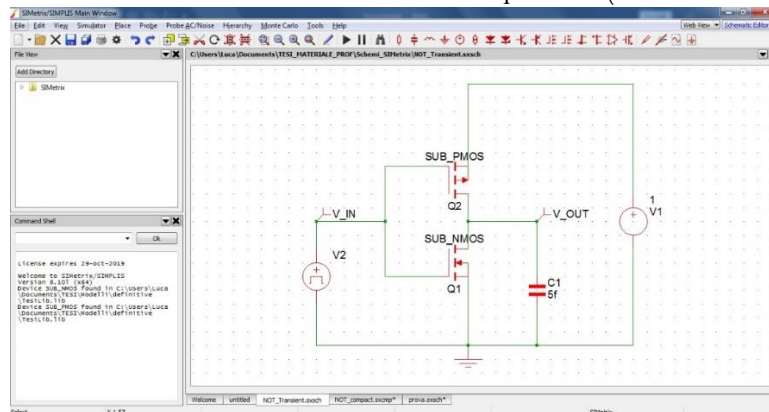 SIMetrix/SIMPLIS Main Window
File Edit View Simulator Place Probe Probe AC/Noise Hierarchy Monte Carlo Tools Help
Web View Schematic Editor
File View
C:\Users\Luca\Documents\TESI_MATERIALE_PROF\Schemi_SIMetrix\NOT_Transient.sxsch
Add Directory
SIMetrix
SUB_PMOS
Q2
1
V1
V_IN
V_OUT
V2
SUB_NMOS
Q1
C1
5f
Command Shell
Ok
License expires 29-oct-2019
Welcome to SIMetrix/SIMPLIS
Version 8.10l (x64)
Device SUB_NMOS found in C:\Users\Luca
\Documents\TESI\Modelli\definitive
\TesiLib.lib
Device SUB_PMOS found in C:\Users\Luca
\Documents\TESI\Modelli\definitive
\TesiLib.lib
Welcome untitled NOT_Transient.sxsch NOT_compact.sxcmp* prova.sxsch*
Select
SIMetrix